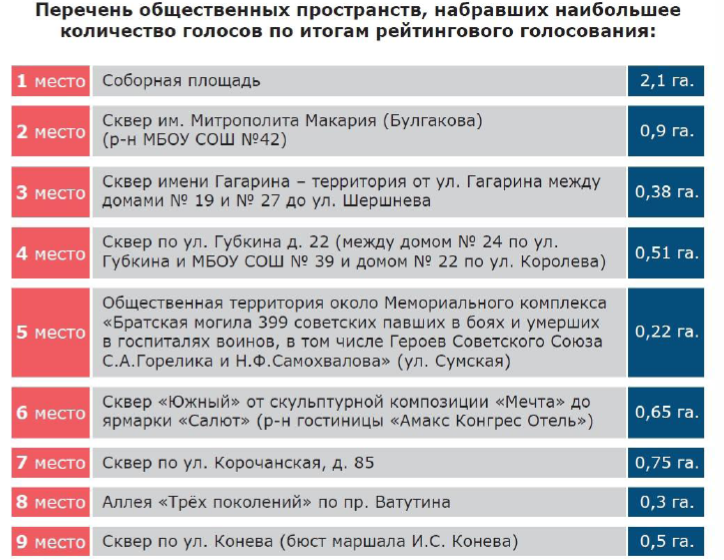 Перечень общественных пространств, набравших наибольшее
количество голосов по итогам рейтингового голосования:
1 место Соборная площадь 2,1 га.
2 место Сквер им. Митрополита Макария (Булгакова)
(р-н МБОУ СОШ №42) 0,9 га.
3 место Сквер имени Гагарина – территория от ул. Гагарина между
домами № 19 и № 27 до ул. Шершнева 0,38 га.
4 место Сквер по ул. Губкина д. 22 (между домом № 24 по ул.
Губкина и МБОУ СОШ № 39 и домом № 22 по ул. Королева) 0,51 га.
5 место Общественная территория около Мемориального комплекса
«Братская могила 399 советских павших в боях и умерших
в госпиталях воинов, в том числе Героев Советского Союза
С.А.Горелика и Н.Ф.Самохвалова» (ул. Сумская) 0,22 га.
6 место Сквер «Южный» от скульптурной композиции «Мечта» до
ярмарки «Салют» (р-н гостиницы «Амакс Конгрес Отель») 0,65 га.
7 место Сквер по ул. Корочанская, д. 85 0,75 га.
8 место Аллея «Трёх поколений» по пр. Ватутина 0,3 га.
9 место Сквер по ул. Конева (бюст маршала И.С. Конева) 0,5 га.